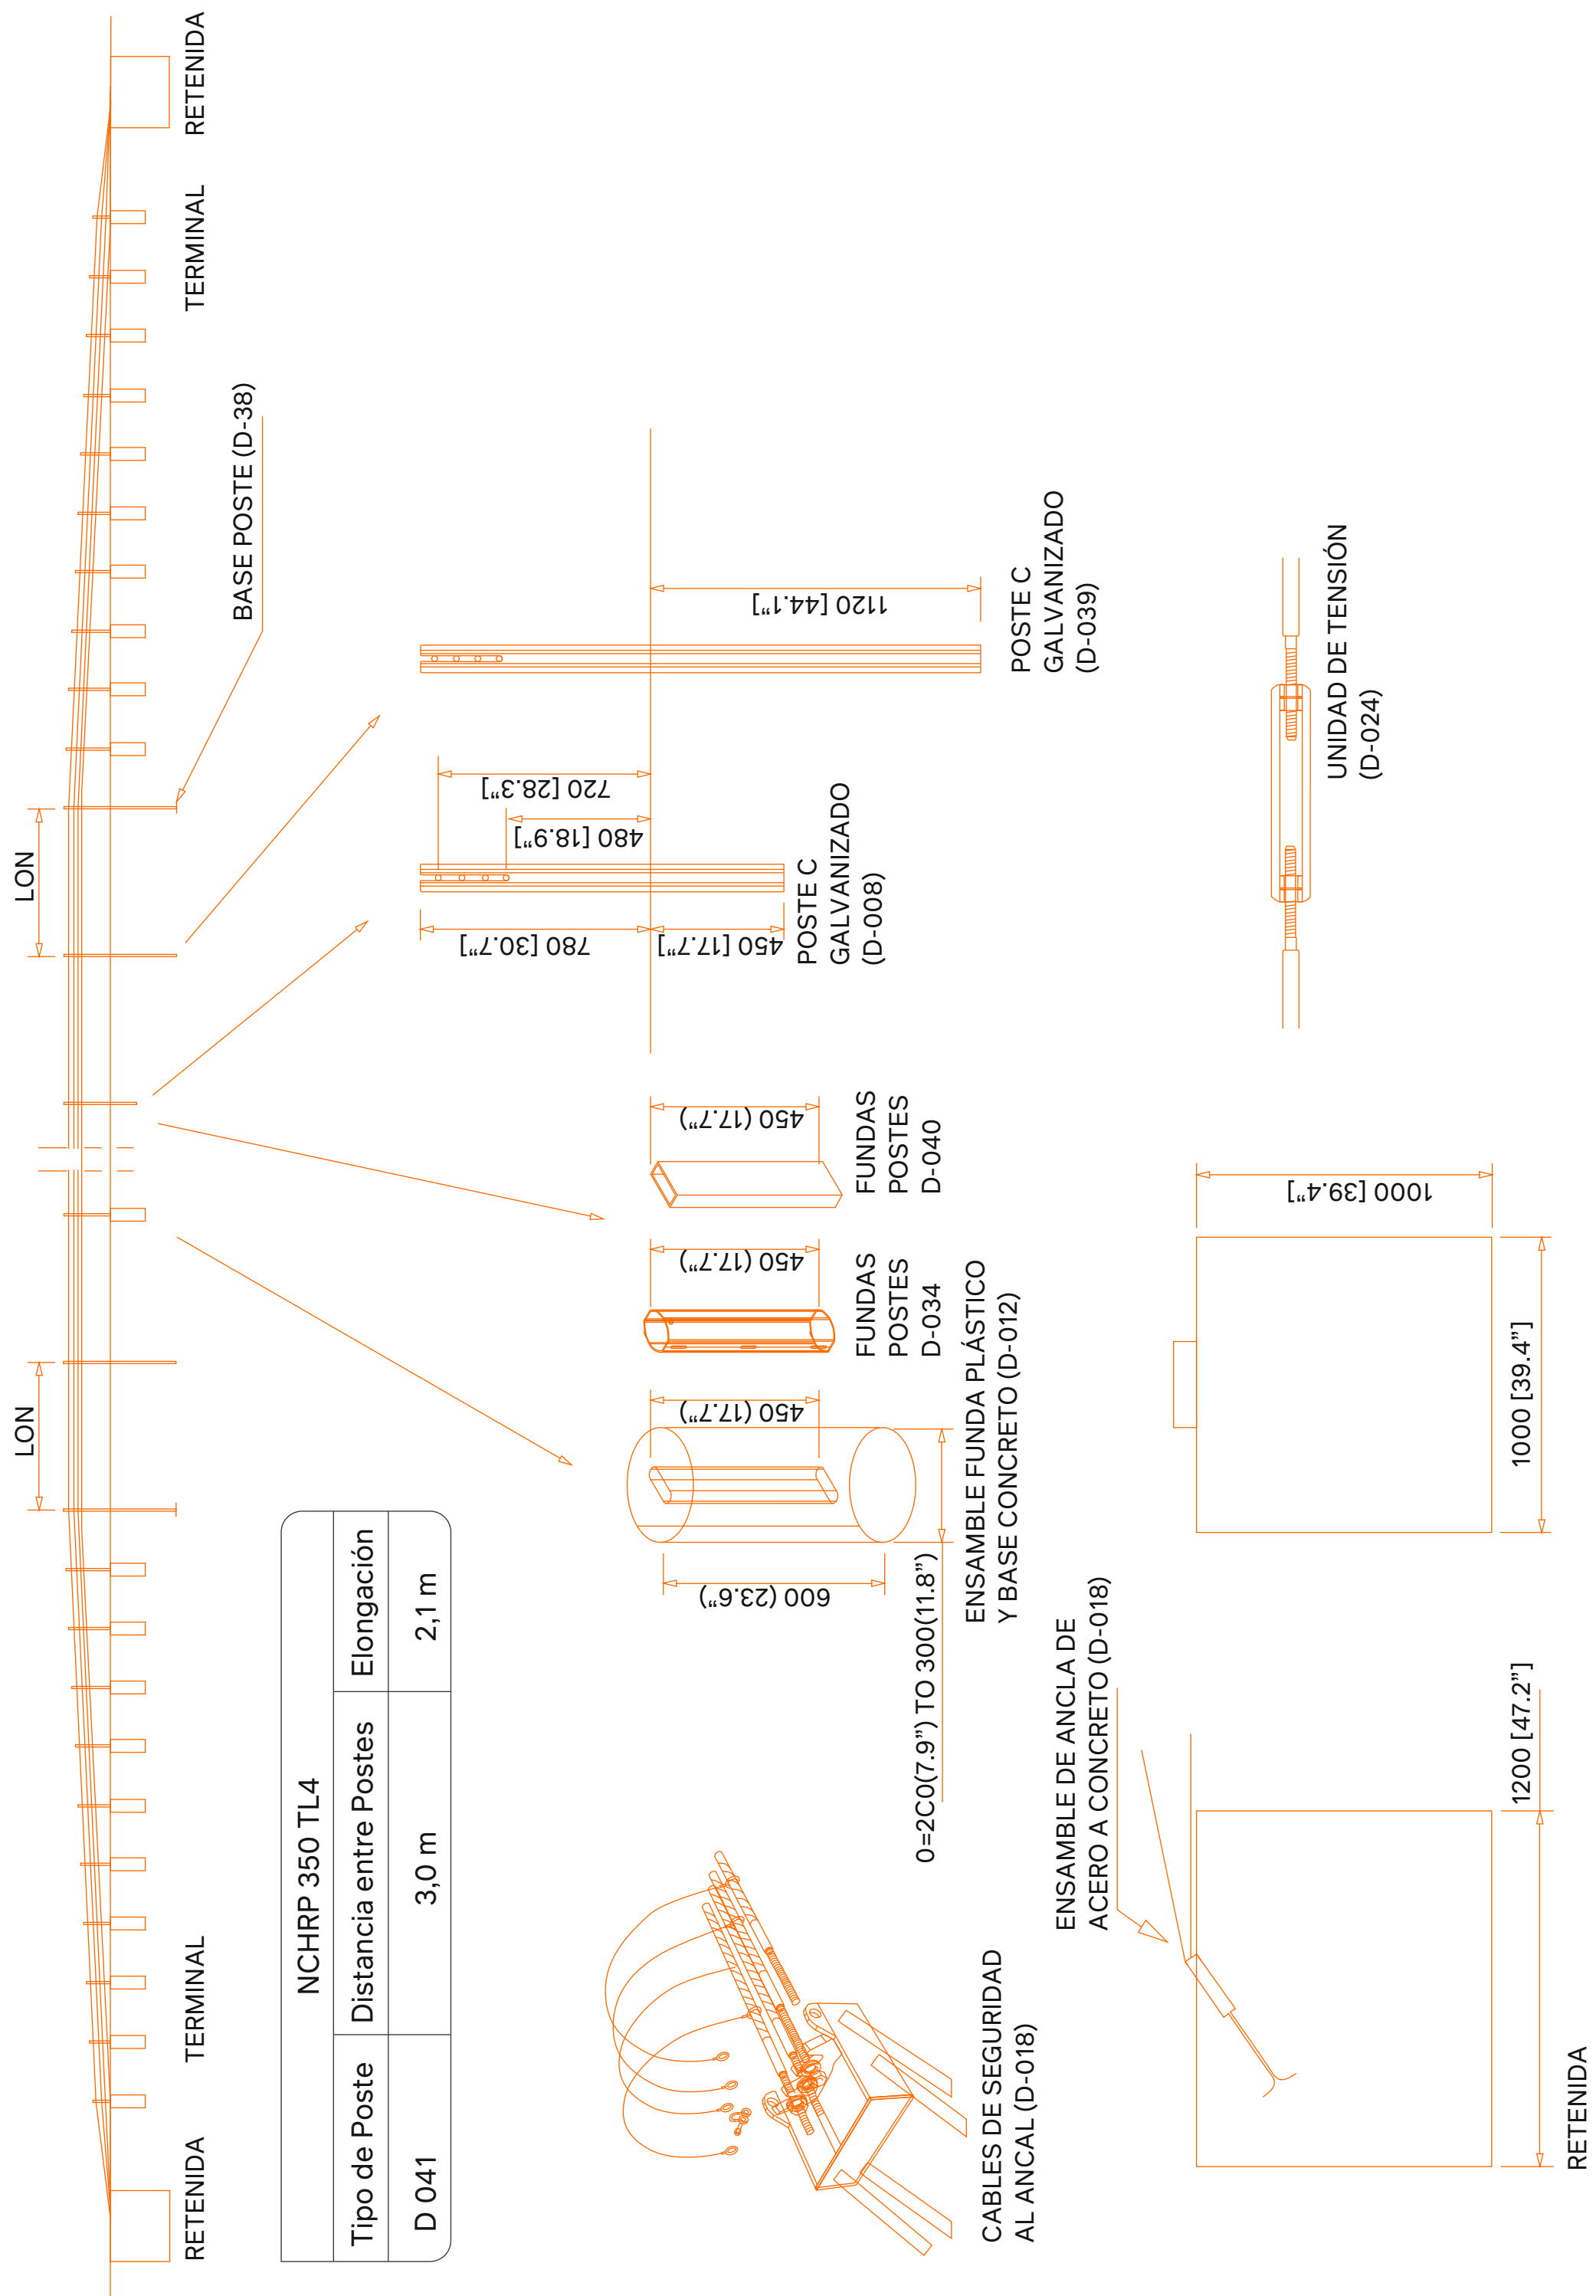 LON
LON
RETENIDA
TERMINAL
TERMINAL
RETENIDA
BASE POSTE (D-38)
NCHRP 350 TL4
Tipo de Poste
Distancia entre Postes
Elongación
D 041
3,0 m
2,1 m
780 [30.7”]
450 [17.7”]
720 [28.3”]
480 [18.9”]
1120 [44.1”]
POSTE C
GALVANIZADO
(D-008)
POSTE C
GALVANIZADO
(D-039)
600 (23.6”)
450 (17.7”)
450 (17.7”)
450 (17.7”)
FUNDAS
POSTES
D-034
FUNDAS
POSTES
D-040
0=2C0(7.9”) TO 300(11.8”)
ENSAMBLE FUNDA PLÁSTICO
Y BASE CONCRETO (D-012)
CABLES DE SEGURIDAD
AL ANCAL (D-018)
ENSAMBLE DE ANCLA DE
ACERO A CONCRETO (D-018)
1200 [47.2”]
RETENIDA
1000 [39.4”]
1000 [39.4”]
UNIDAD DE TENSIÓN
(D-024)